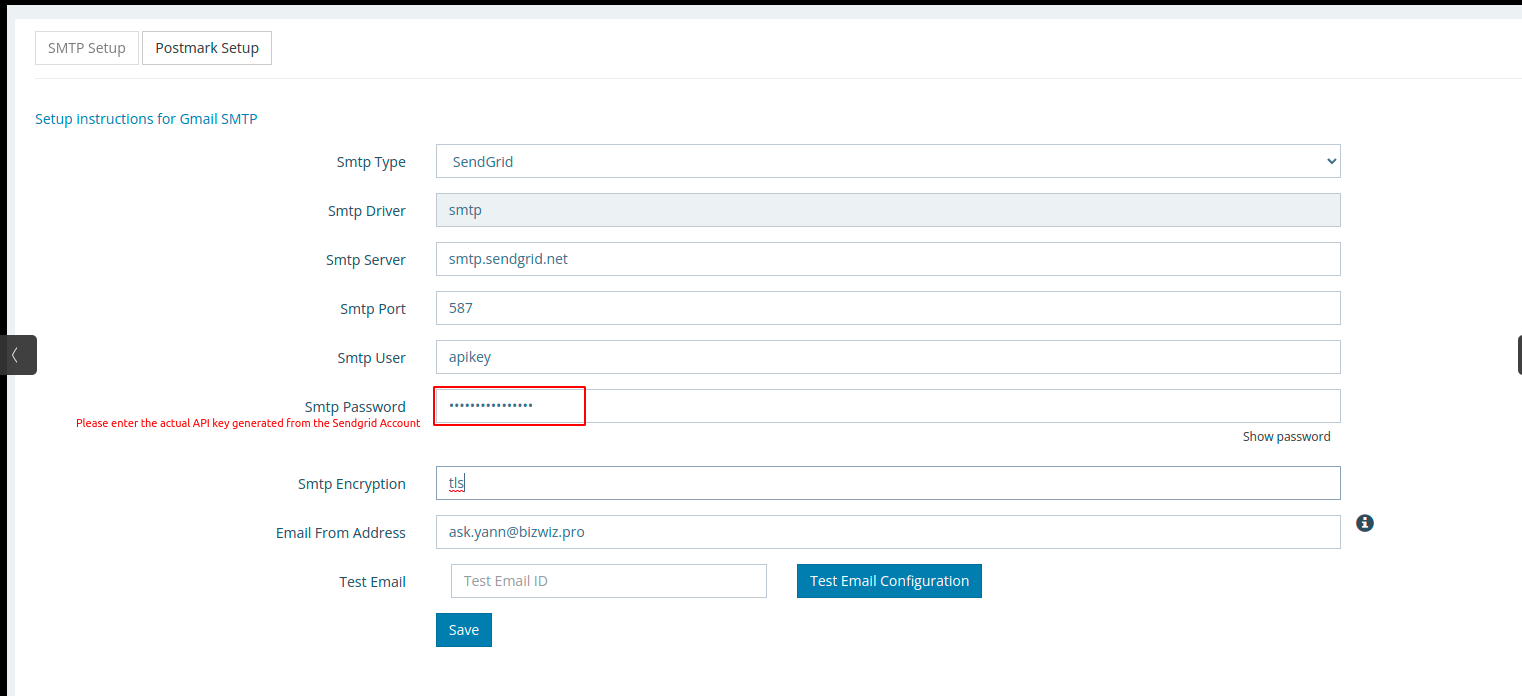 SMTP Setup Postmark Setup
Setup instructions for Gmail SMTP
Smtp Type SendGrid
Smtp Driver smtp
Smtp Server smtp.sendgrid.net
Smtp Port 587
Smtp User apikey
Smtp Password ••••••••••••••••
Please enter the actual API key generated from the Sendgrid Account
Show password
Smtp Encryption tls
Email From Address ask.yann@bizwiz.pro
Test Email Test Email ID Test Email Configuration
Save